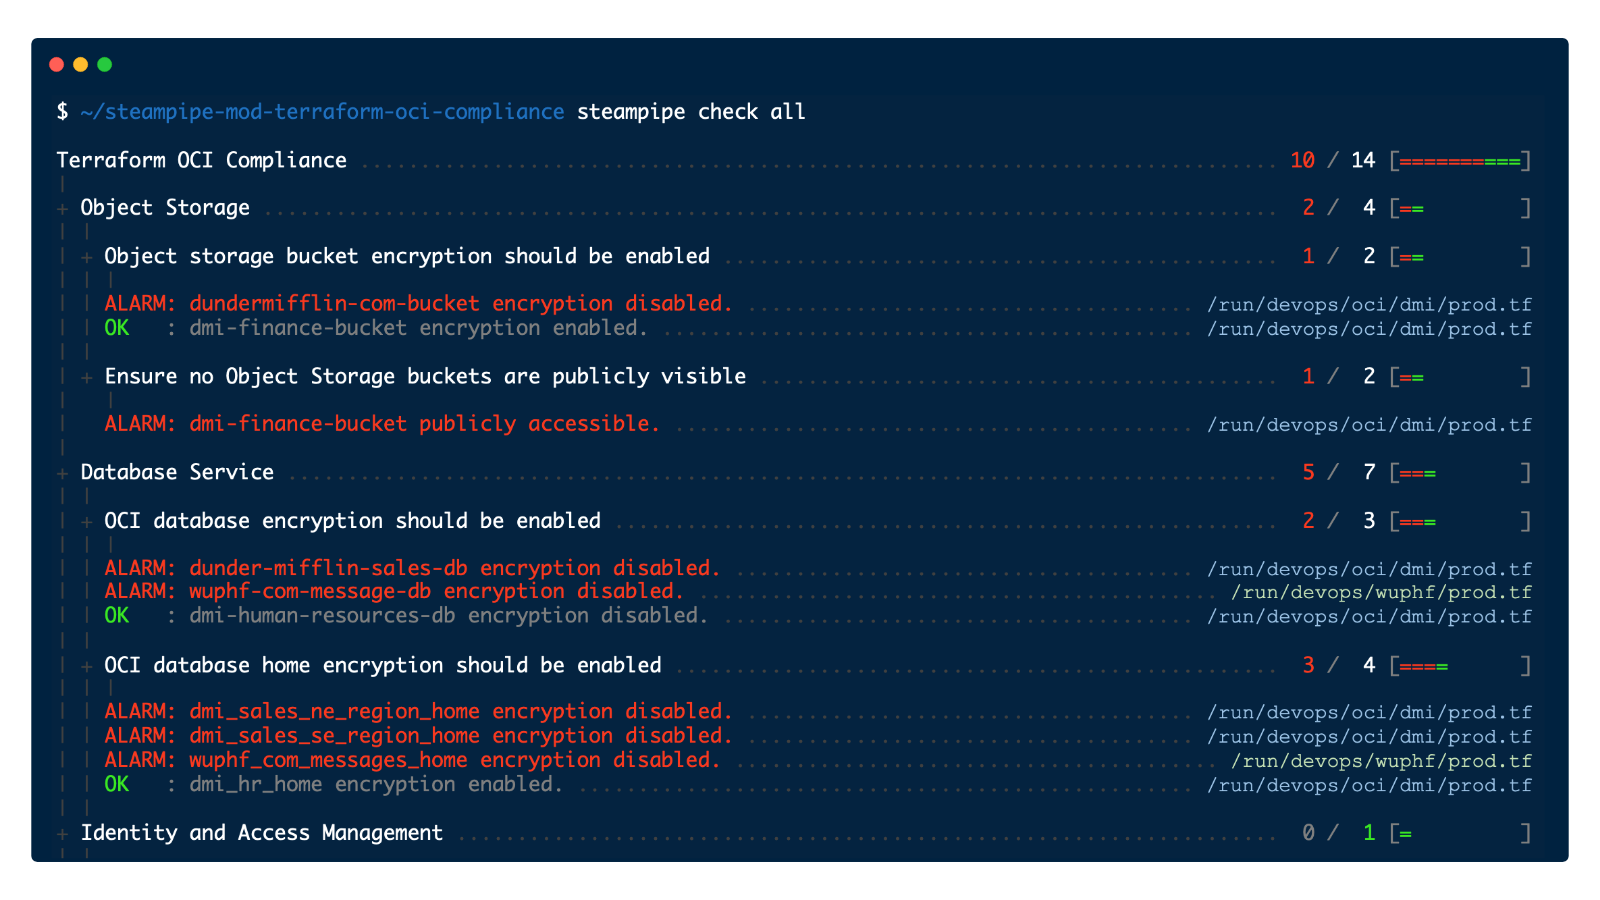 $ ~/steampipe-mod-terraform-oci-compliance steampipe check all
Terraform OCI Compliance ........................................................................... 10 / 14 [==========]
+ Object Storage ................................................................................... 2 / 4 [== ]
+ Object storage bucket encryption should be enabled .............................................. 1 / 2 [== ]
ALARM: dundermifflin-com-bucket encryption disabled. ..................................... /run/devops/oci/dmi/prod.tf
OK : dmi-finance-bucket encryption enabled. ............................................ /run/devops/oci/dmi/prod.tf
+ Ensure no Object Storage buckets are publicly visible ........................................... 1 / 2 [== ]
ALARM: dmi-finance-bucket publicly accessible. ........................................... /run/devops/oci/dmi/prod.tf
+ Database Service ................................................................................. 5 / 7 [=== ]
+ OCI database encryption should be enabled ....................................................... 2 / 3 [=== ]
ALARM: dunder-mifflin-sales-db encryption disabled. ...................................... /run/devops/oci/dmi/prod.tf
ALARM: wuphf-com-message-db encryption disabled. ........................................... /run/devops/wuphf/prod.tf
OK : dmi-human-resources-db encryption disabled. ....................................... /run/devops/oci/dmi/prod.tf
+ OCI database home encryption should be enabled .................................................. 3 / 4 [==== ]
ALARM: dmi_sales_ne_region_home encryption disabled. ..................................... /run/devops/oci/dmi/prod.tf
ALARM: dmi_sales_se_region_home encryption disabled. ..................................... /run/devops/oci/dmi/prod.tf
ALARM: wuphf_com_messages_home encryption disabled. ........................................ /run/devops/wuphf/prod.tf
OK : dmi_hr_home encryption enabled. ................................................... /run/devops/oci/dmi/prod.tf
+ Identity and Access Management ................................................................... 0 / 1 [= ]